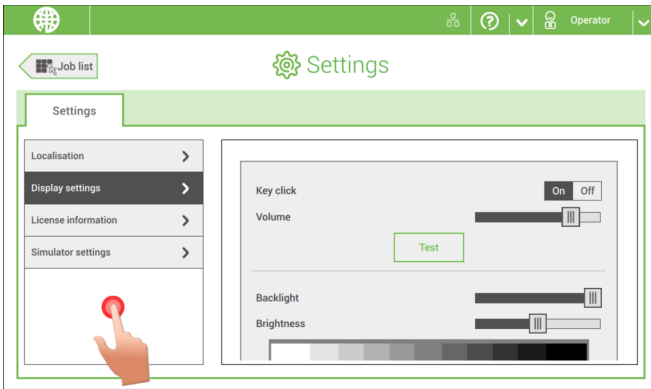 Operator
Job list
Settings
Settings
Localisation
Display settings
License information
Simulator settings
Key click
On Off
Volume
Test
Backlight
Brightness